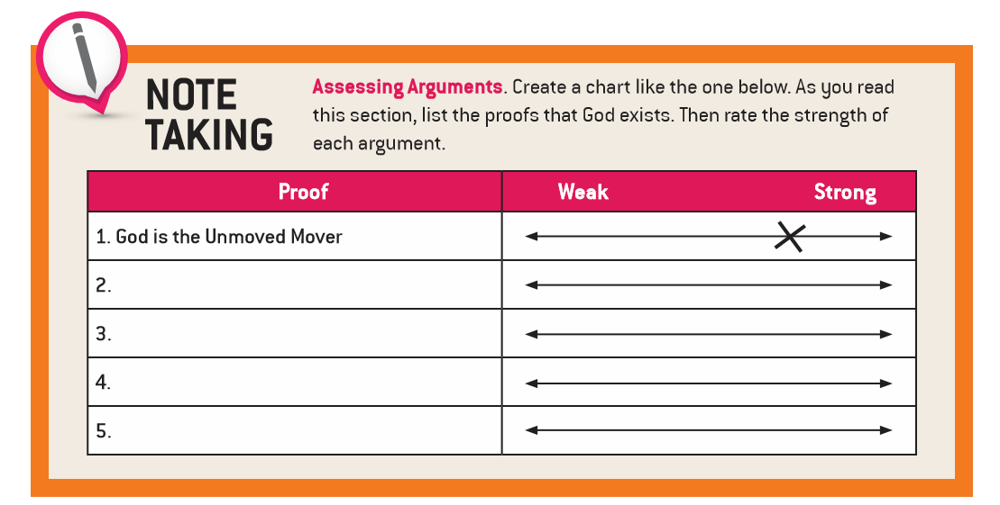 NOTE
TAKING
Assessing Arguments. Create a chart like the one below. As you read
this section, list the proofs that God exists. Then rate the strength of
each argument.
Proof Weak Strong
1. God is the Unmoved Mover
2.
3.
4.
5.